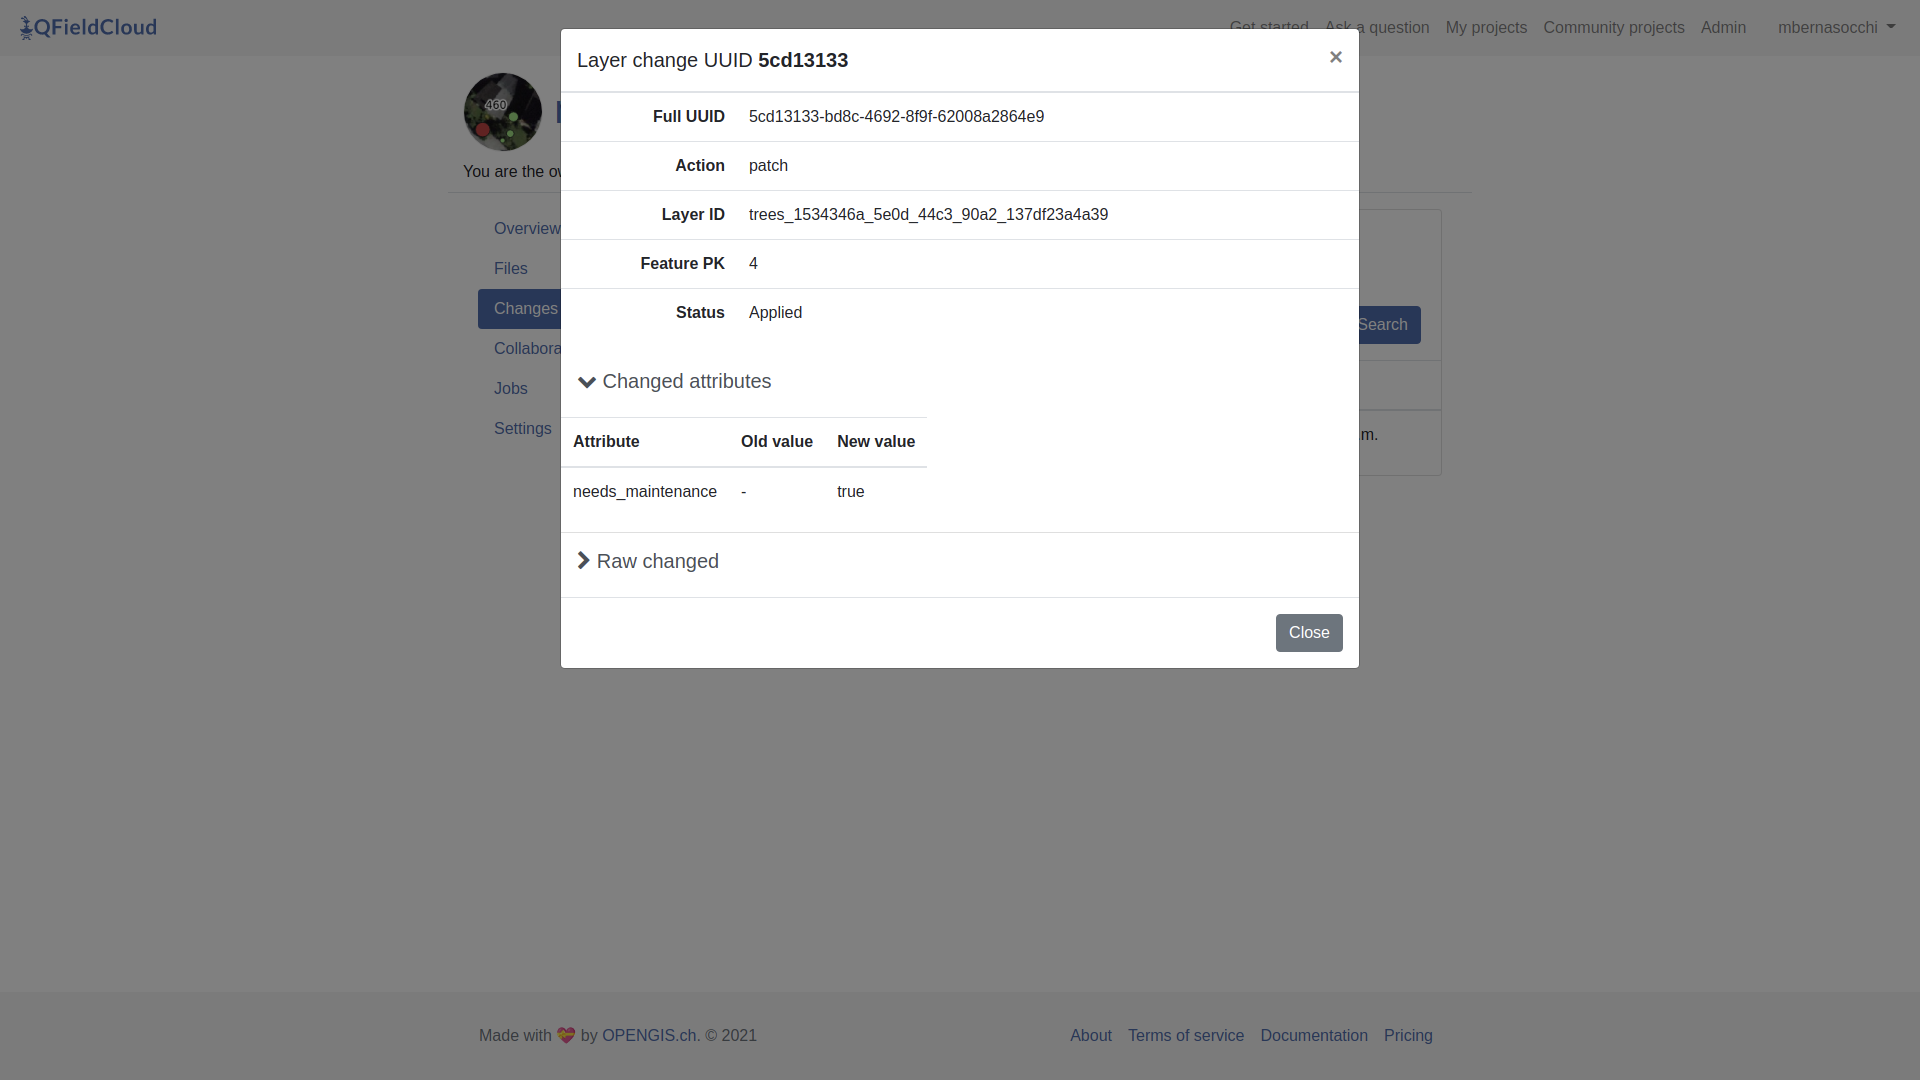 QFieldCloud
Get started Ask a question My projects Community projects Admin mbernasocchi
Layer change UUID 5cd13133 ×
460
Full UUID 5cd13133-bd8c-4692-8f9f-62008a2864e9
Action patch
You are the
Layer ID trees_1534346a_5e0d_44c3_90a2_137df23a4a39
Overview
Feature PK 4
Files
Status Applied
Changes
Search
Collabora
Changed attributes
Jobs
Settings
Attribute Old value New value
m.
needs_maintenance - true
Raw changed
Close
Made with 💝 by OPENGIS.ch. © 2021
About Terms of service Documentation Pricing